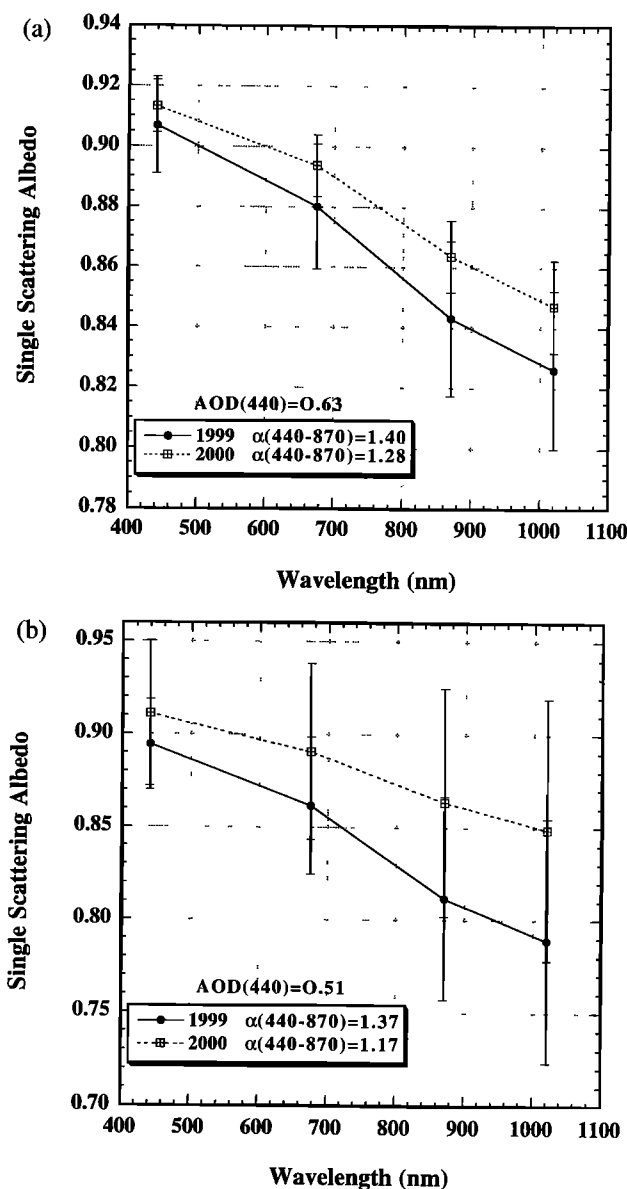 (a)
0.94
0.92
0.90
0.88
0.86
0.84
0.82
0.80
0.78
Single Scattering Albedo
AOD(440)=0.63
1999 α(440-870)=1.40
2000 α(440-870)=1.28
400 500 600 700 800 900 1000 1100
Wavelength (nm)
(b)
0.95
0.90
0.85
0.80
0.75
0.70
Single Scattering Albedo
AOD(440)=0.51
1999 α(440-870)=1.37
2000 α(440-870)=1.17
400 500 600 700 800 900 1000 1100
Wavelength (nm)